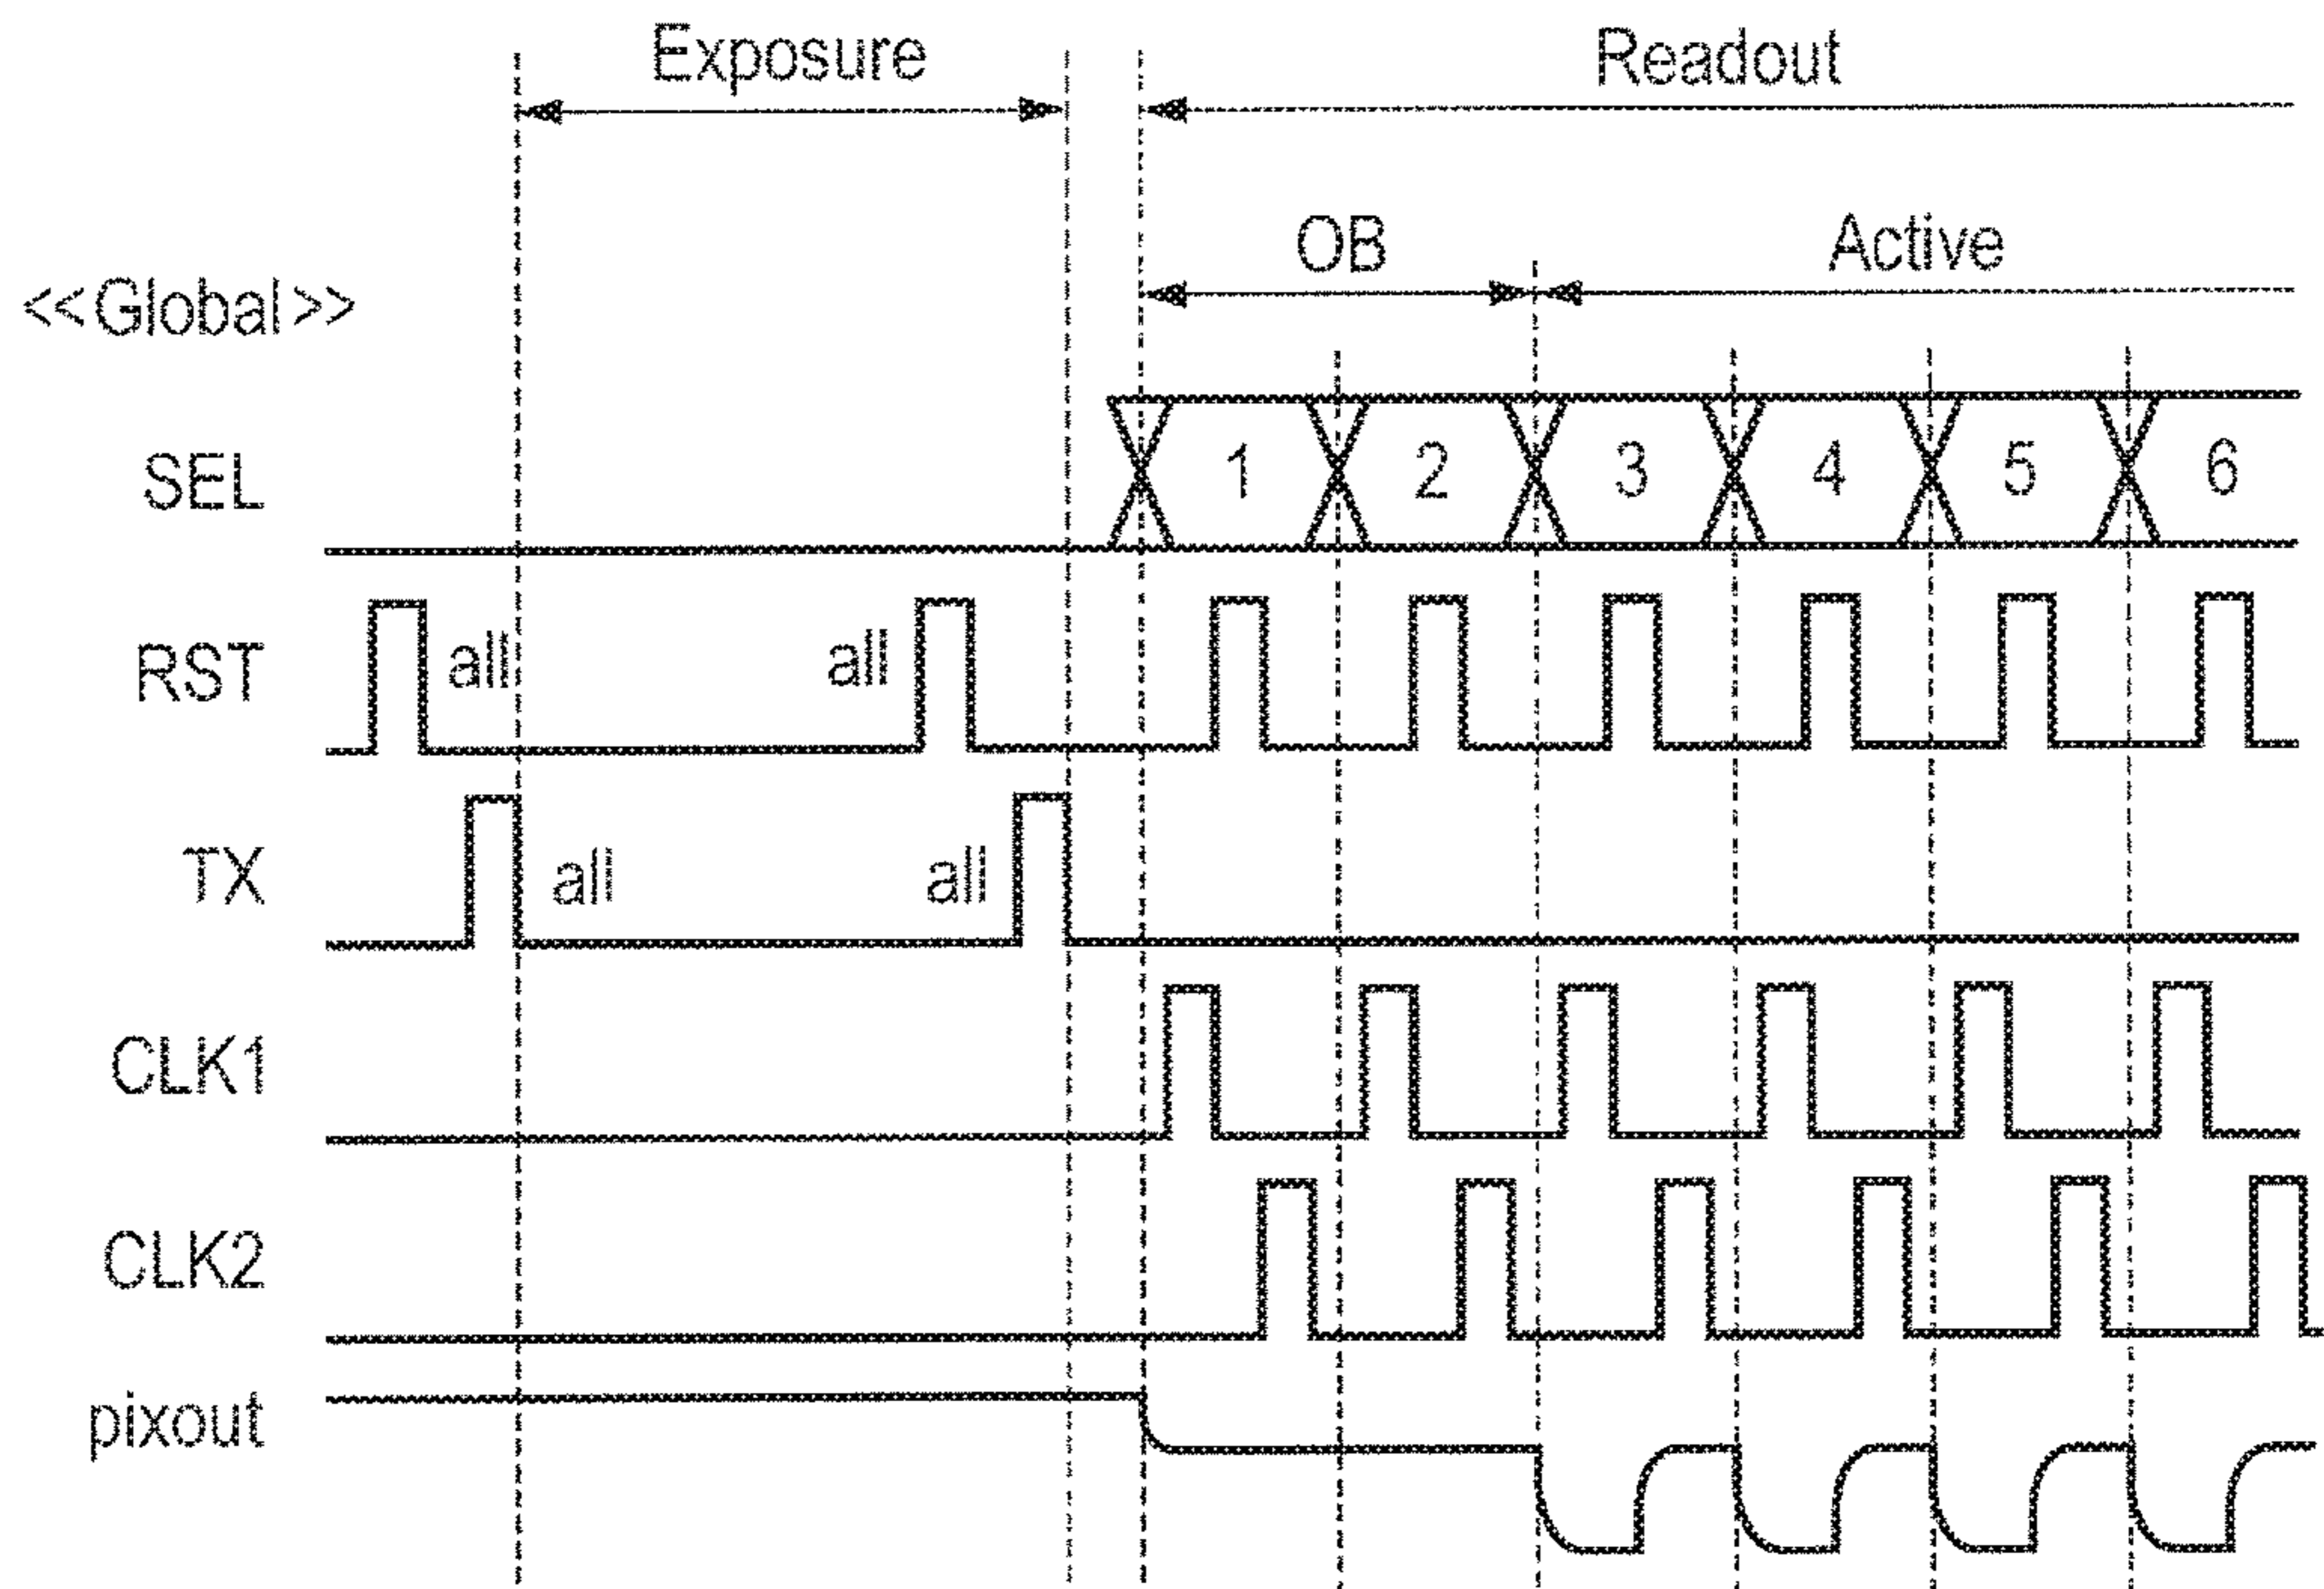 Exposure Readout
OB Active
<<Global>>
SEL 1 2 3 4 5 6
RST all all
TX all all
CLK1
CLK2
pixout